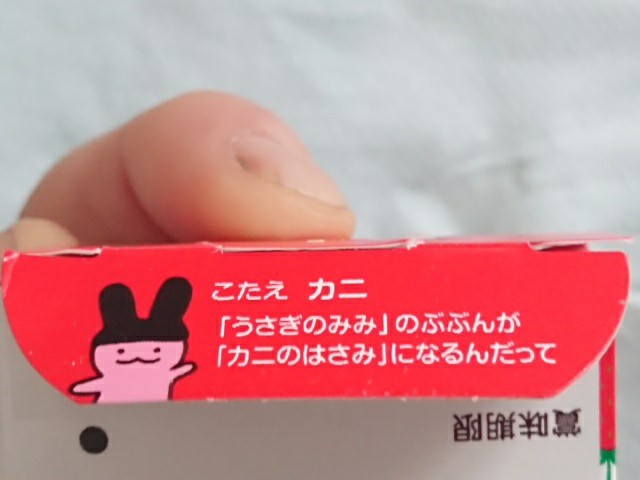 こたえ カニ
「うさぎのみみ」のぶぶんが
「カニのはさみ」になるんだって
賞味期限